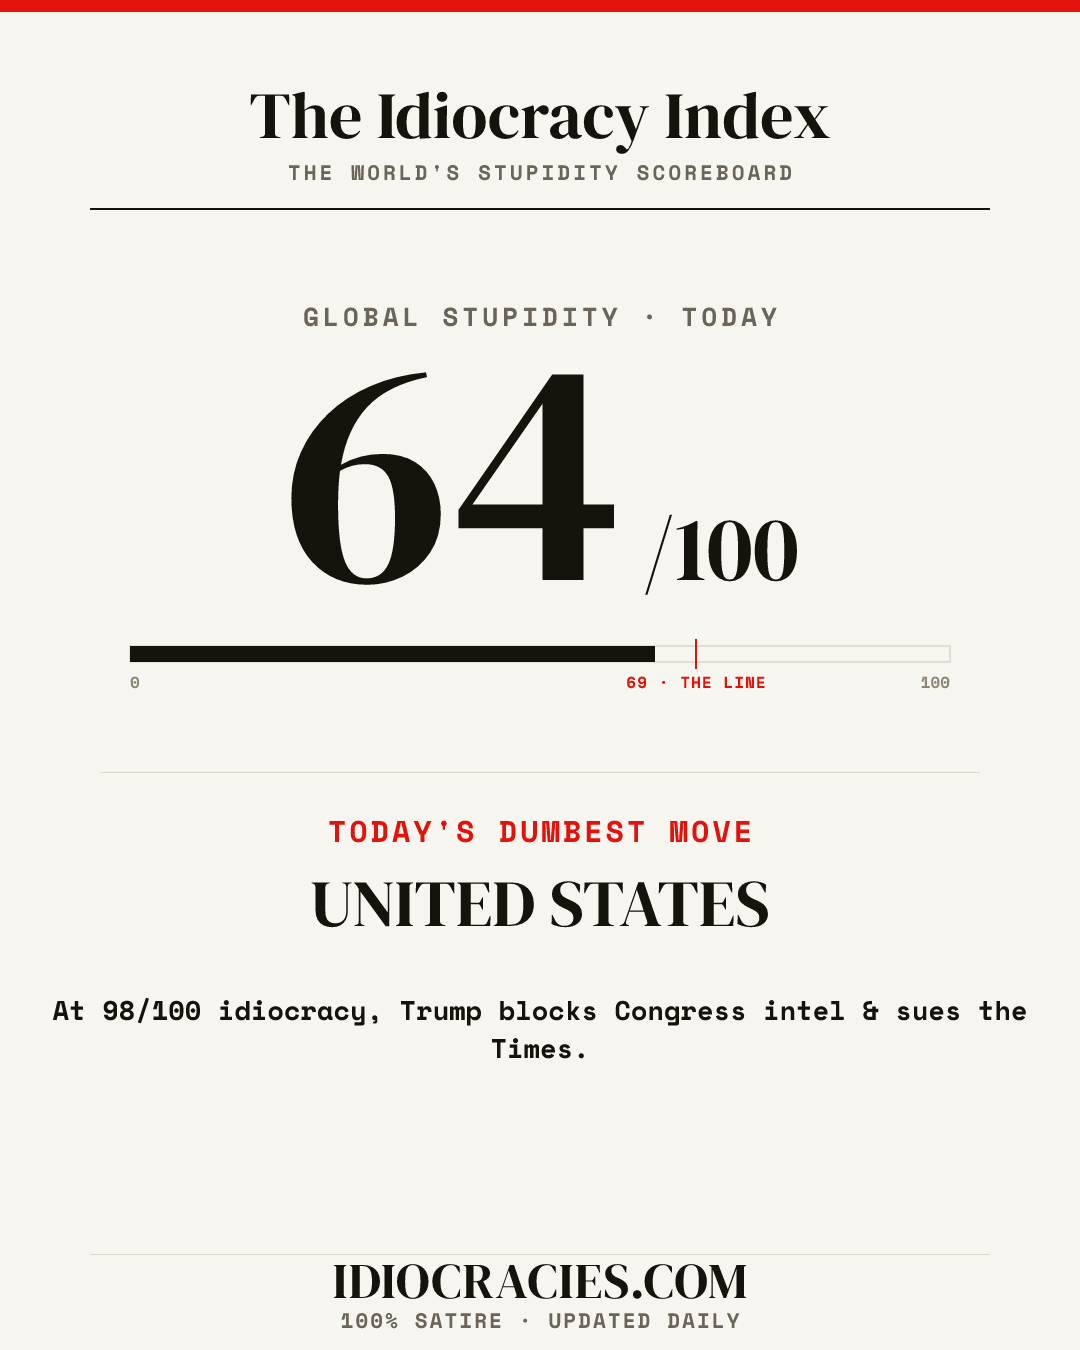 The Idiocracy Index
THE WORLD'S STUPIDITY SCOREBOARD
GLOBAL STUPIDITY · TODAY
64 /100
0 69 · THE LINE 100
TODAY'S DUMBEST MOVE
UNITED STATES
At 98/100 idiocracy, Trump blocks Congress intel & sues the
Times.
IDIOCRACIES.COM
100% SATIRE · UPDATED DAILY